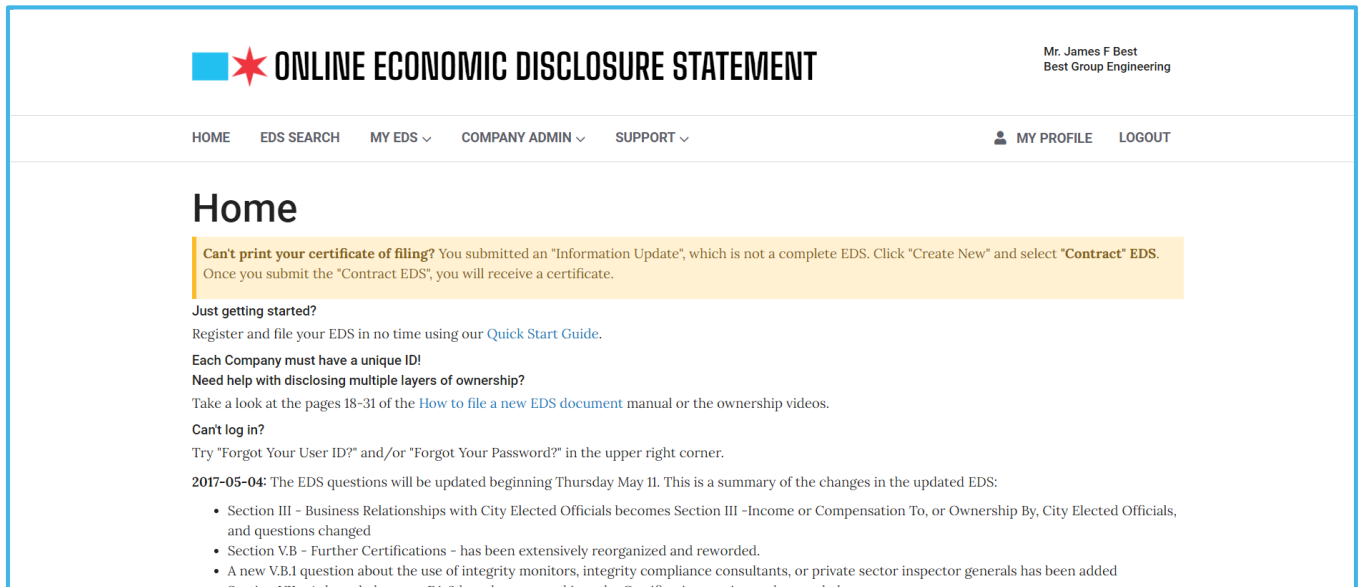 ONLINE ECONOMIC DISCLOSURE STATEMENT
Mr. James F Best
Best Group Engineering
HOME EDS SEARCH MY EDS COMPANY ADMIN SUPPORT MY PROFILE LOGOUT
Home
Can't print your certificate of filing? You submitted an "Information Update", which is not a complete EDS. Click "Create New" and select "Contract" EDS.
Once you submit the "Contract EDS", you will receive a certificate.
Just getting started?
Register and file your EDS in no time using our Quick Start Guide.
Each Company must have a unique ID!
Need help with disclosing multiple layers of ownership?
Take a look at the pages 18-31 of the How to file a new EDS document manual or the ownership videos.
Can't log in?
Try "Forgot Your User ID?" and/or "Forgot Your Password?" in the upper right corner.
2017-05-04: The EDS questions will be updated beginning Thursday May 11. This is a summary of the changes in the updated EDS:
• Section III - Business Relationships with City Elected Officials becomes Section III -Income or Compensation To, or Ownership By, City Elected Officials,
and questions changed
• Section V.B - Further Certifications - has been extensively reorganized and reworded.
• A new V.B.1 question about the use of integrity monitors, integrity compliance consultants, or private sector inspector generals has been added